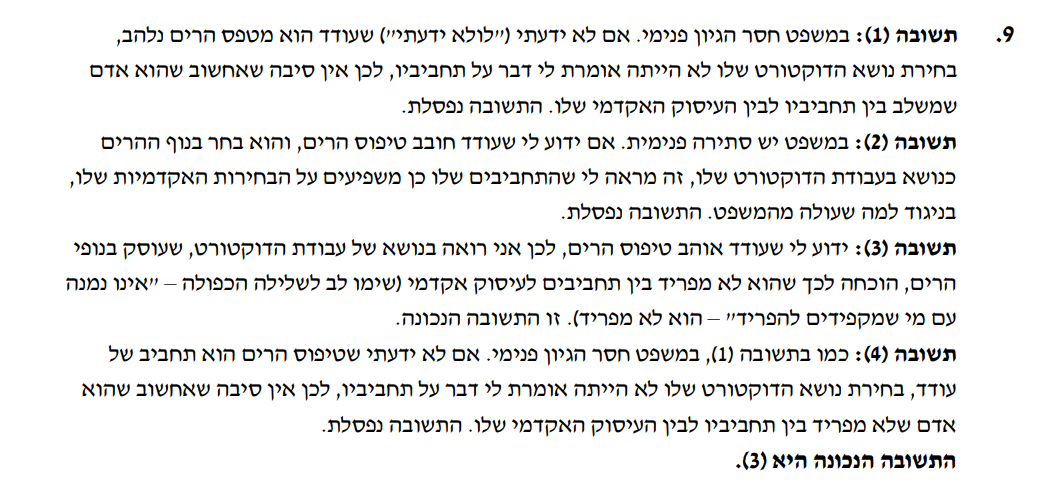 9. תשובה (1): במשפט חסר הגיון פנימי. אם לא ידעתי ("לולא ידעתי") שעודד הוא מטפס הרים נלהב,
בחירת נושא הדוקטורט שלו לא הייתה אומרת לי דבר על תחביביו, לכן אין סיבה שאחשוב שהוא אדם
שמשלב בין תחביביו לבין העיסוק האקדמי שלו. התשובה נפסלת.
תשובה (2): במשפט יש סתירה פנימית. אם ידוע לי שעודד חובב טיפוס הרים, והוא בחר בנוף ההרים
כנושא בעבודת הדוקטורט שלו, זה מראה לי שהתחביבים שלו כן משפיעים על הבחירות האקדמיות שלו,
בניגוד למה שעולה מהמשפט. התשובה נפסלת.
תשובה (3): ידוע לי שעודד אוהב טיפוס הרים, לכן אני רואה בנושא של עבודת הדוקטורט, שעוסק בנופי
הרים, הוכחה לכך שהוא לא מפריד בין תחביבים לעיסוק אקדמי (שימו לב לשלילה הכפולה – "אינו נמנה
עם מי שמקפידים להפריד" – הוא לא מפריד). זו התשובה הנכונה.
תשובה (4): כמו בתשובה (1), במשפט חסר הגיון פנימי. אם לא ידעתי שטיפוס הרים הוא תחביב של
עודד, בחירת נושא הדוקטורט שלו לא הייתה אומרת לי דבר על תחביביו, לכן אין סיבה שאחשוב שהוא
אדם שלא מפריד בין תחביביו לבין העיסוק האקדמי שלו. התשובה נפסלת.
התשובה הנכונה היא (3).